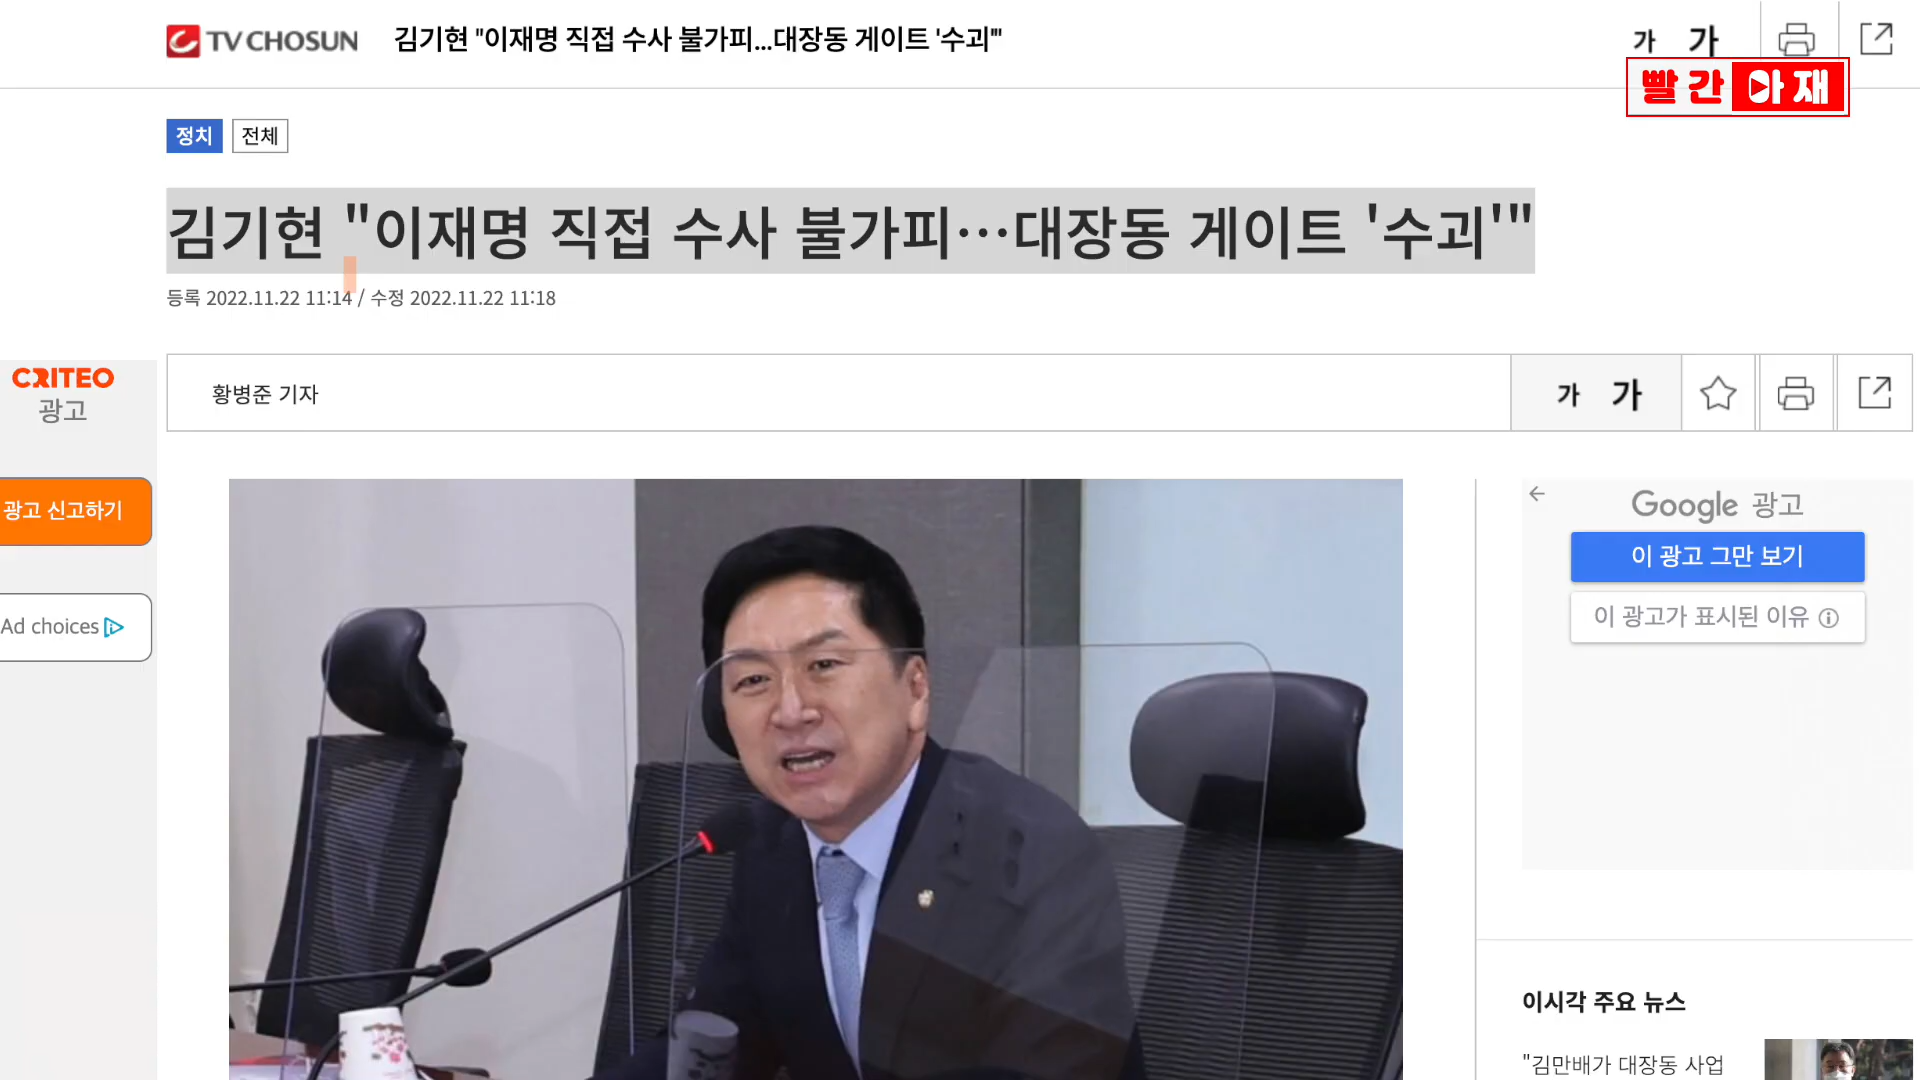 TV CHOSUN
김기현 "이재명 직접 수사 불가피...대장동 게이트 '수괴'"
가 가
빨간아재
정치 전체
김기현 "이재명 직접 수사 불가피…대장동 게이트 '수괴'"
등록 2022.11.22 11:14 / 수정 2022.11.22 11:18
CRITEO
광고
황병준 기자
가 가
광고 신고하기
Ad choices
Google 광고
이 광고 그만 보기
이 광고가 표시된 이유
이시각 주요 뉴스
"김만배가 대장동 사업